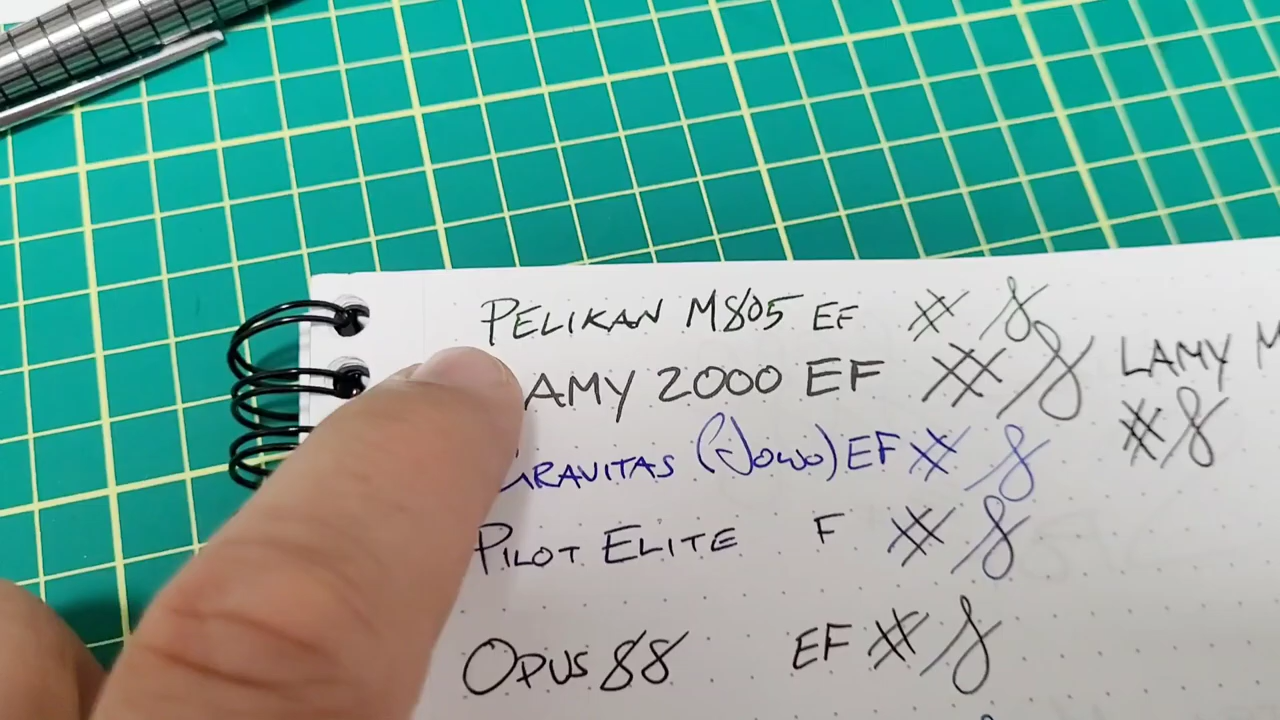 PELIKAN M805 EF #
AMY 2000 EF # LAMY
RAVITAS (Jowo) EF # #
PILOT ELITE F #
OPUS 88 EF #